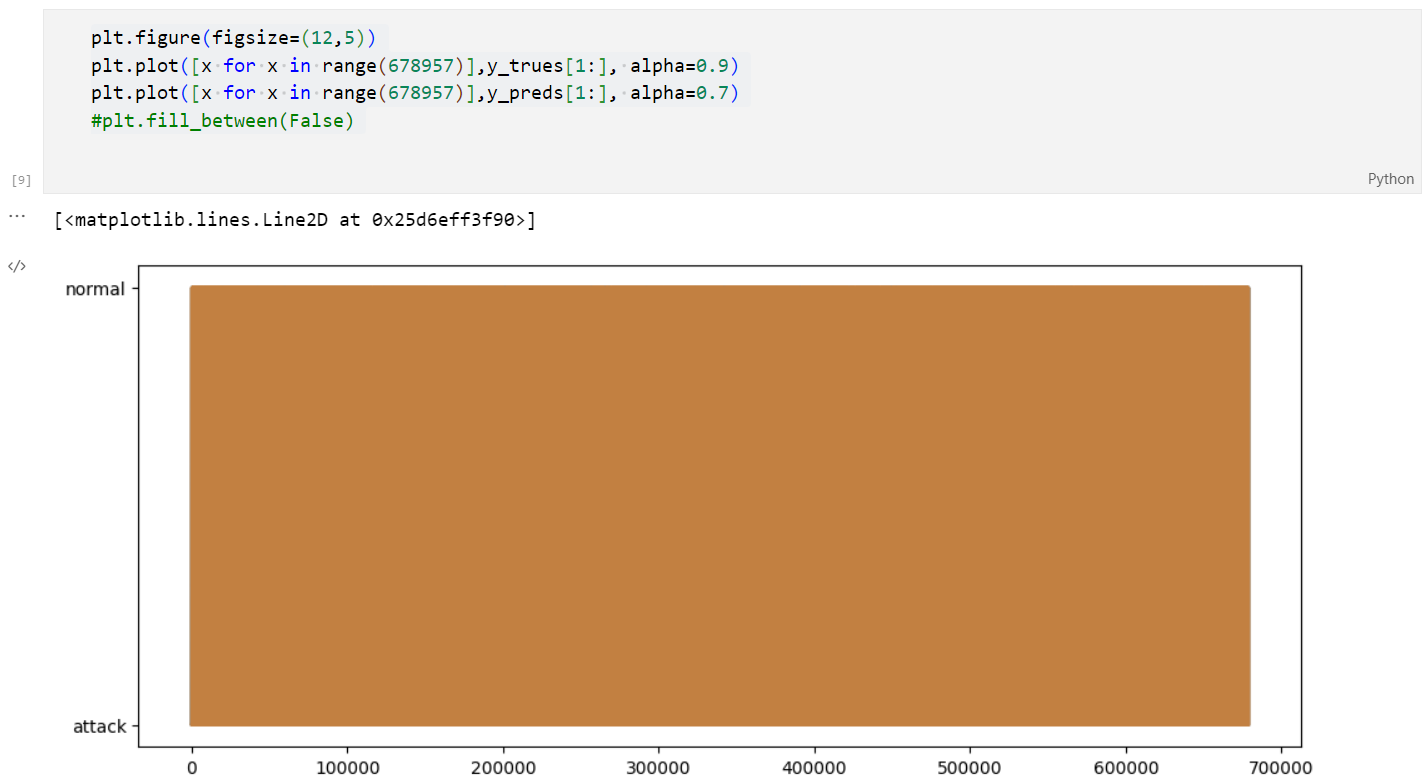 plt.figure(figsize=(12,5))
plt.plot([x for x in range(678957)],y_trues[1:], alpha=0.9)
plt.plot([x for x in range(678957)],y_preds[1:], alpha=0.7)
#plt.fill_between(False)
[9]
Python
[<matplotlib.lines.Line2D at 0x25d6eff3f90>]
normal
attack
0 100000 200000 300000 400000 500000 600000 700000